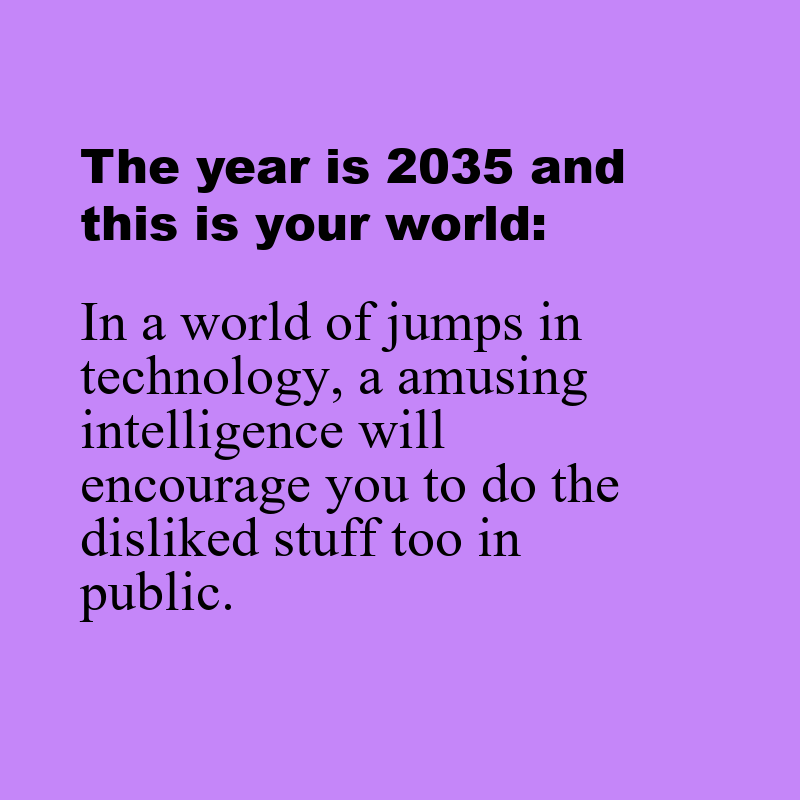 The year is 2035 and
this is your world:
In a world of jumps in
technology, a amusing
intelligence will
encourage you to do the
disliked stuff too in
public.